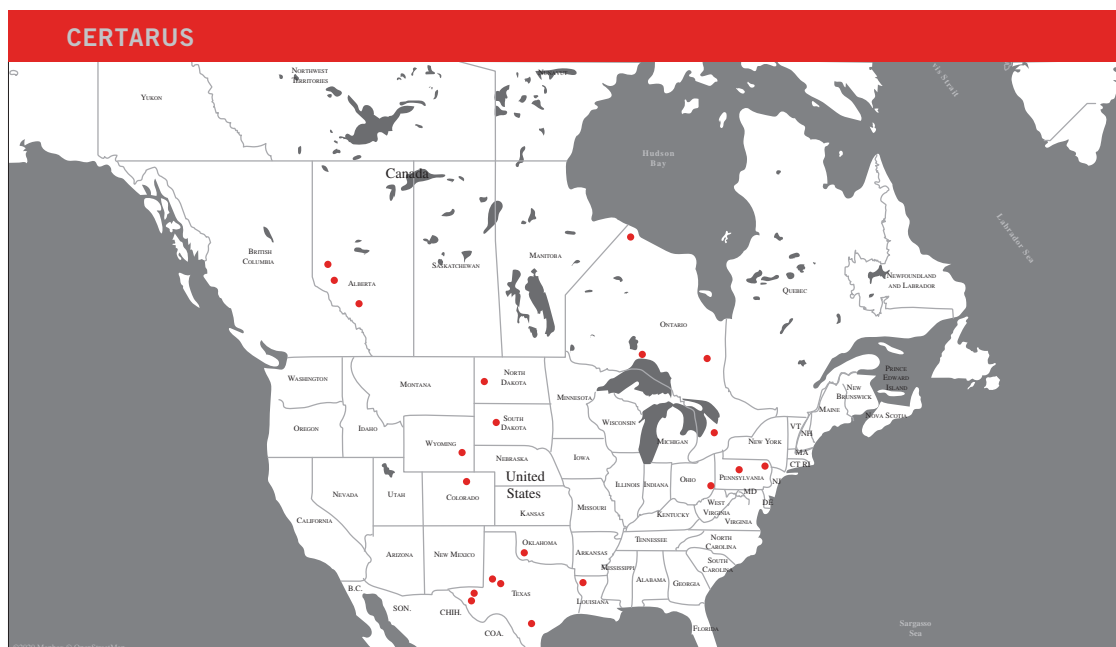 CERTARUS
NORTHWEST
TERRITORIES
YUKON
Hudson
Bay
Canada
Labrador Sea
BRITISH
COLUMBIA
ALBERTA
SASKATCHEWAN
MANITOBA
ONTARIO
QUEBEC
NEWFOUNDLAND
AND LABRADOR
PRINCE
EDWARD
ISLAND
NEW
BRUNSWICK
NOVA SCOTIA
MAINE
WASHINGTON
MONTANA
NORTH
DAKOTA
MINNESOTA
OREGON
IDAHO
WYOMING
SOUTH
DAKOTA
WISCONSIN
MICHIGAN
NEW YORK
VT
NH
MA
CT RI
NEBRASKA
IOWA
United
States
NEVADA
UTAH
COLORADO
KANSAS
MISSOURI
ILLINOIS
INDIANA
OHIO
PENNSYLVANIA
NJ
MD
DE
WEST
VIRGINIA
VIRGINIA
KENTUCKY
CALIFORNIA
ARIZONA
NEW MEXICO
OKLAHOMA
ARKANSAS
TENNESSEE
NORTH
CAROLINA
SOUTH
CAROLINA
MISSISSIPPI
ALABAMA
GEORGIA
TEXAS
LOUISIANA
FLORIDA
B.C.
SON.
CHIH.
COA.
Sargasso
Sea